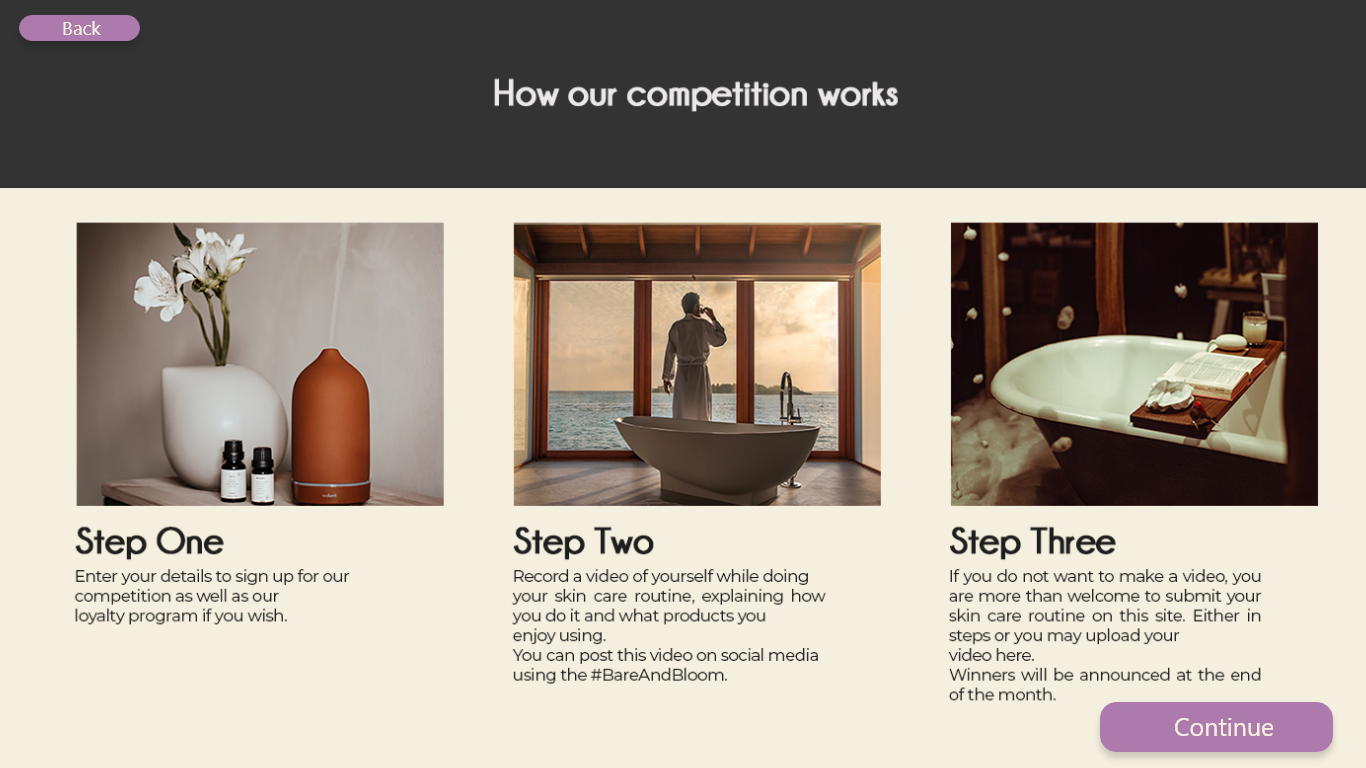 Back
How our competition works
Step One
Enter your details to sign up for our
competition as well as our
loyalty program if you wish.
Step Two
Record a video of yourself while doing
your skin care routine, explaining how
you do it and what products you
enjoy using.
You can post this video on social media
using the #BareAndBloom.
Step Three
If you do not want to make a video, you
are more than welcome to submit your
skin care routine on this site. Either in
steps or you may upload your
video here.
Winners will be announced at the end
of the month.
Continue